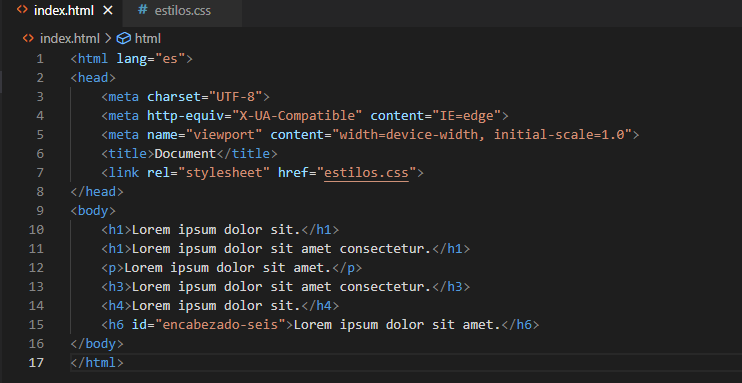 index.html × # estilos.css
index.html > html
1 <html lang="es">
2 <head>
3     <meta charset="UTF-8">
4     <meta http-equiv="X-UA-Compatible" content="IE=edge">
5     <meta name="viewport" content="width=device-width, initial-scale=1.0">
6     <title>Document</title>
7     <link rel="stylesheet" href="estilos.css">
8 </head>
9 <body>
10     <h1>Lorem ipsum dolor sit.</h1>
11     <h1>Lorem ipsum dolor sit amet consectetur.</h1>
12     <p>Lorem ipsum dolor sit amet.</p>
13     <h3>Lorem ipsum dolor sit amet consectetur.</h3>
14     <h4>Lorem ipsum dolor sit.</h4>
15     <h6 id="encabezado-seis">Lorem ipsum dolor sit amet.</h6>
16 </body>
17 </html>